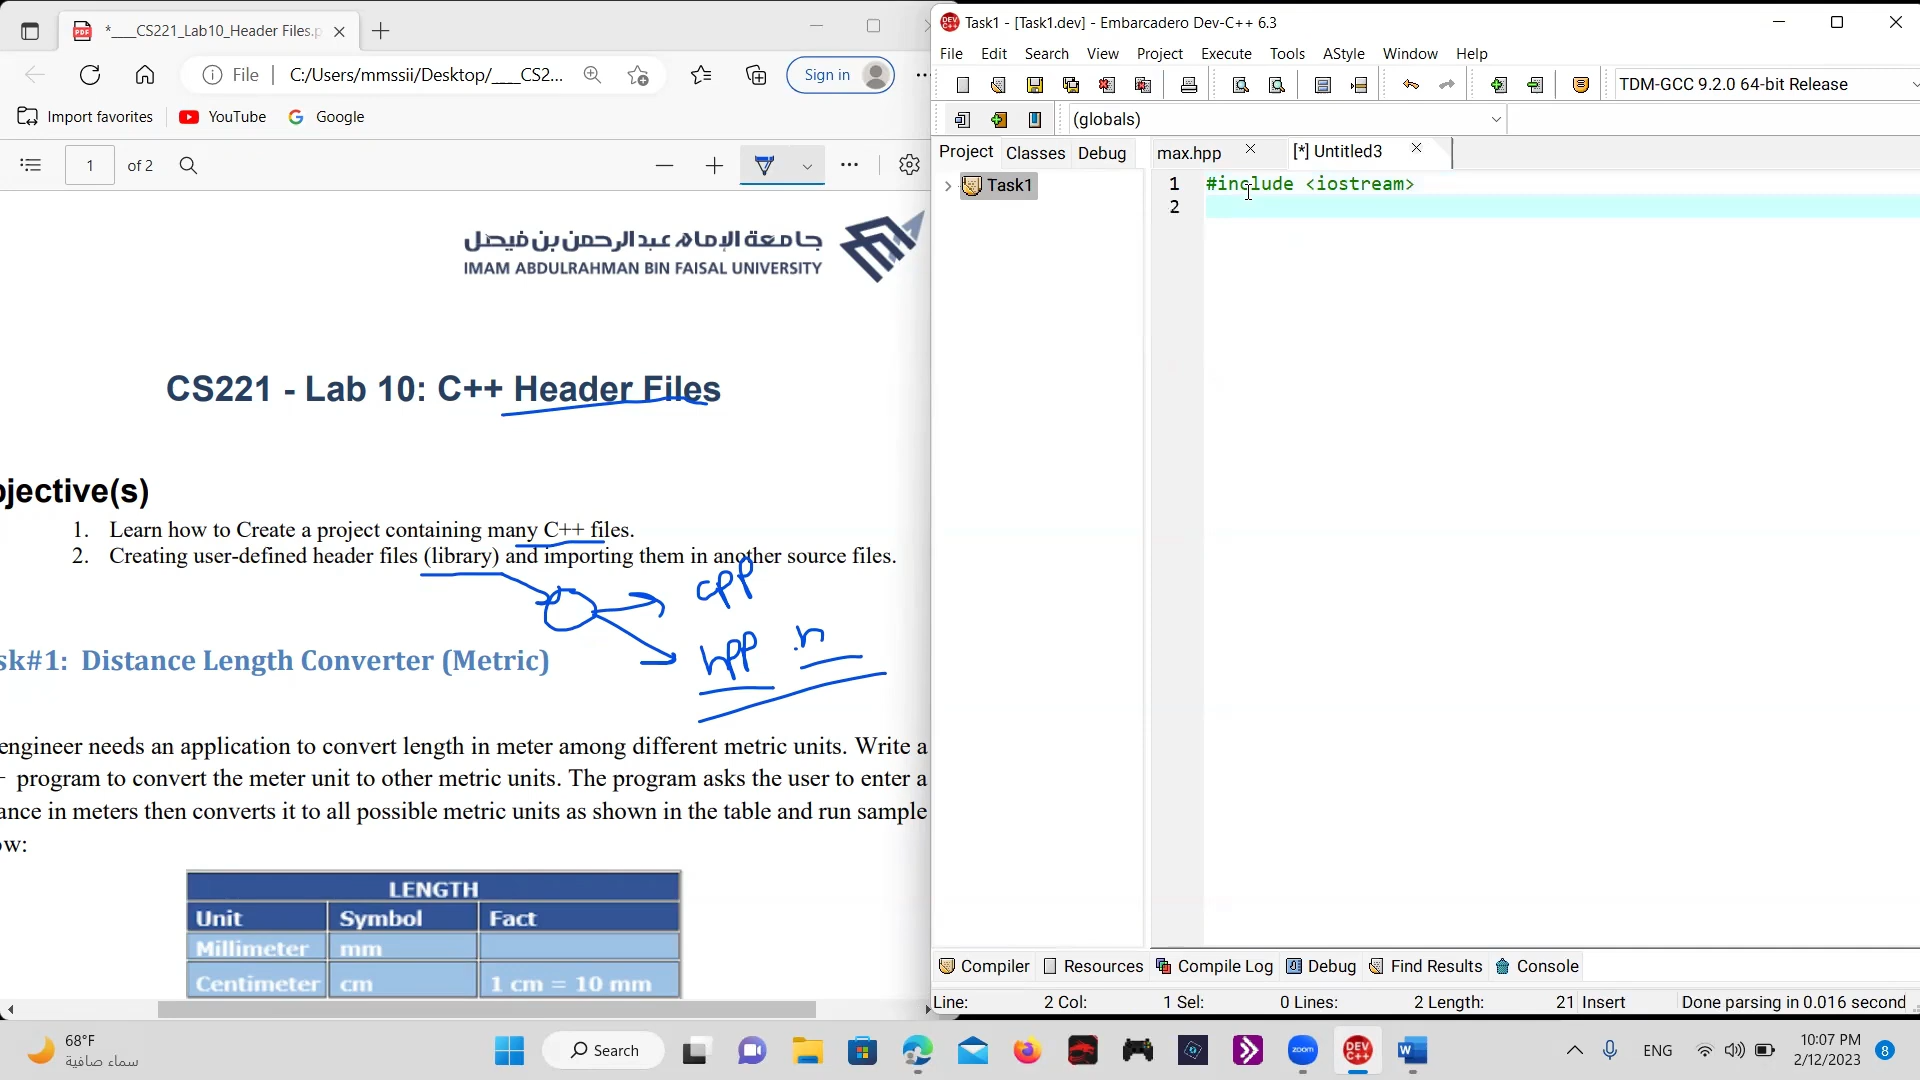 *____CS221_Lab10_Header Files.p
File
C:/Users/mmssii/Desktop/____CS2...
Sign in
Import favorites
YouTube
Google
1
of 2
جامعة الإمام عبدالرحمن بن فيصل
IMAM ABDULRAHMAN BIN FAISAL UNIVERSITY
CS221 - Lab 10: C++ Header Files
bjective(s)
1. Learn how to Create a project containing many C++ files.
2. Creating user-defined header files (library) and importing them in another source files.
cpp
hpp .h
sk#1: Distance Length Converter (Metric)
engineer needs an application to convert length in meter among different metric units. Write a
program to convert the meter unit to other metric units. The program asks the user to enter a
ance in meters then converts it to all possible metric units as shown in the table and run sample
ow:
LENGTH
Unit Symbol Fact
Millimeter mm
Centimeter cm 1 cm = 10 mm
Task1 - [Task1.dev] - Embarcadero Dev-C++ 6.3
File Edit Search View Project Execute Tools AStyle Window Help
TDM-GCC 9.2.0 64-bit Release
(globals)
Project Classes Debug
max.hpp
[*] Untitled3
Task1
1 #include <iostream>
2
Compiler Resources Compile Log Debug Find Results Console
Line: 2 Col: 1 Sel: 0 Lines: 2 Length: 21 Insert Done parsing in 0.016 second
68°F
سماء صافية
Search
zoom
DEV C++
W
ENG
10:07 PM
2/12/2023
8